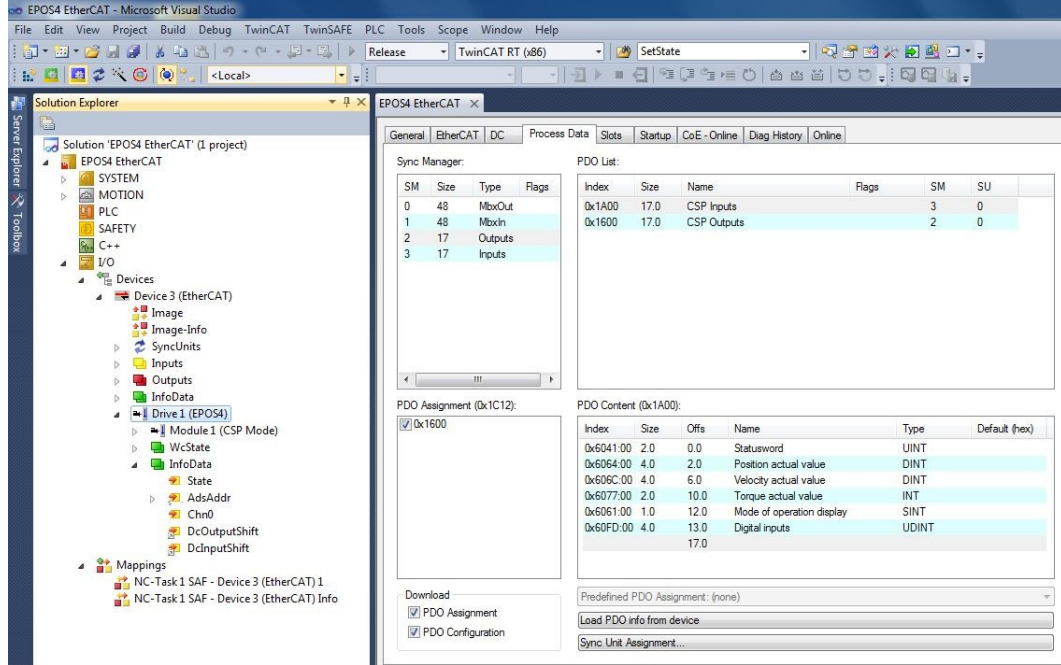 EPOS4 EtherCAT - Microsoft Visual Studio
File Edit View Project Build Debug TwinCAT TwinSAFE PLC Tools Scope Window Help
Release TwinCAT RT (x86) SetState
<Local>
Server Explorer
Toolbox
Solution Explorer
Solution 'EPOS4 EtherCAT' (1 project)
EPOS4 EtherCAT
SYSTEM
MOTION
PLC
SAFETY
C++
I/O
Devices
Device 3 (EtherCAT)
Image
Image-Info
SyncUnits
Inputs
Outputs
InfoData
Drive 1 (EPOS4)
Module 1 (CSP Mode)
WcState
InfoData
State
AdsAddr
Chn0
DcOutputShift
DcInputShift
Mappings
NC-Task 1 SAF - Device 3 (EtherCAT) 1
NC-Task 1 SAF - Device 3 (EtherCAT) Info
EPOS4 EtherCAT
General EtherCAT DC Process Data Slots Startup CoE - Online Diag History Online
Sync Manager:
SM Size Type Flags
0 48 MbxOut
1 48 MbxIn
2 17 Outputs
3 17 Inputs
PDO List:
Index Size Name Flags SM SU
0x1A00 17.0 CSP Inputs 3 0
0x1600 17.0 CSP Outputs 2 0
PDO Assignment (0x1C12):
0x1600
PDO Content (0x1A00):
Index Size Offs Name Type Default (hex)
0x6041:00 2.0 0.0 Statusword UINT
0x6064:00 4.0 2.0 Position actual value DINT
0x606C:00 4.0 6.0 Velocity actual value DINT
0x6077:00 2.0 10.0 Torque actual value INT
0x6061:00 1.0 12.0 Mode of operation display SINT
0x60FD:00 4.0 13.0 Digital inputs UDINT
17.0
Download
PDO Assignment
PDO Configuration
Predefined PDO Assignment: (none)
Load PDO info from device
Sync Unit Assignment...